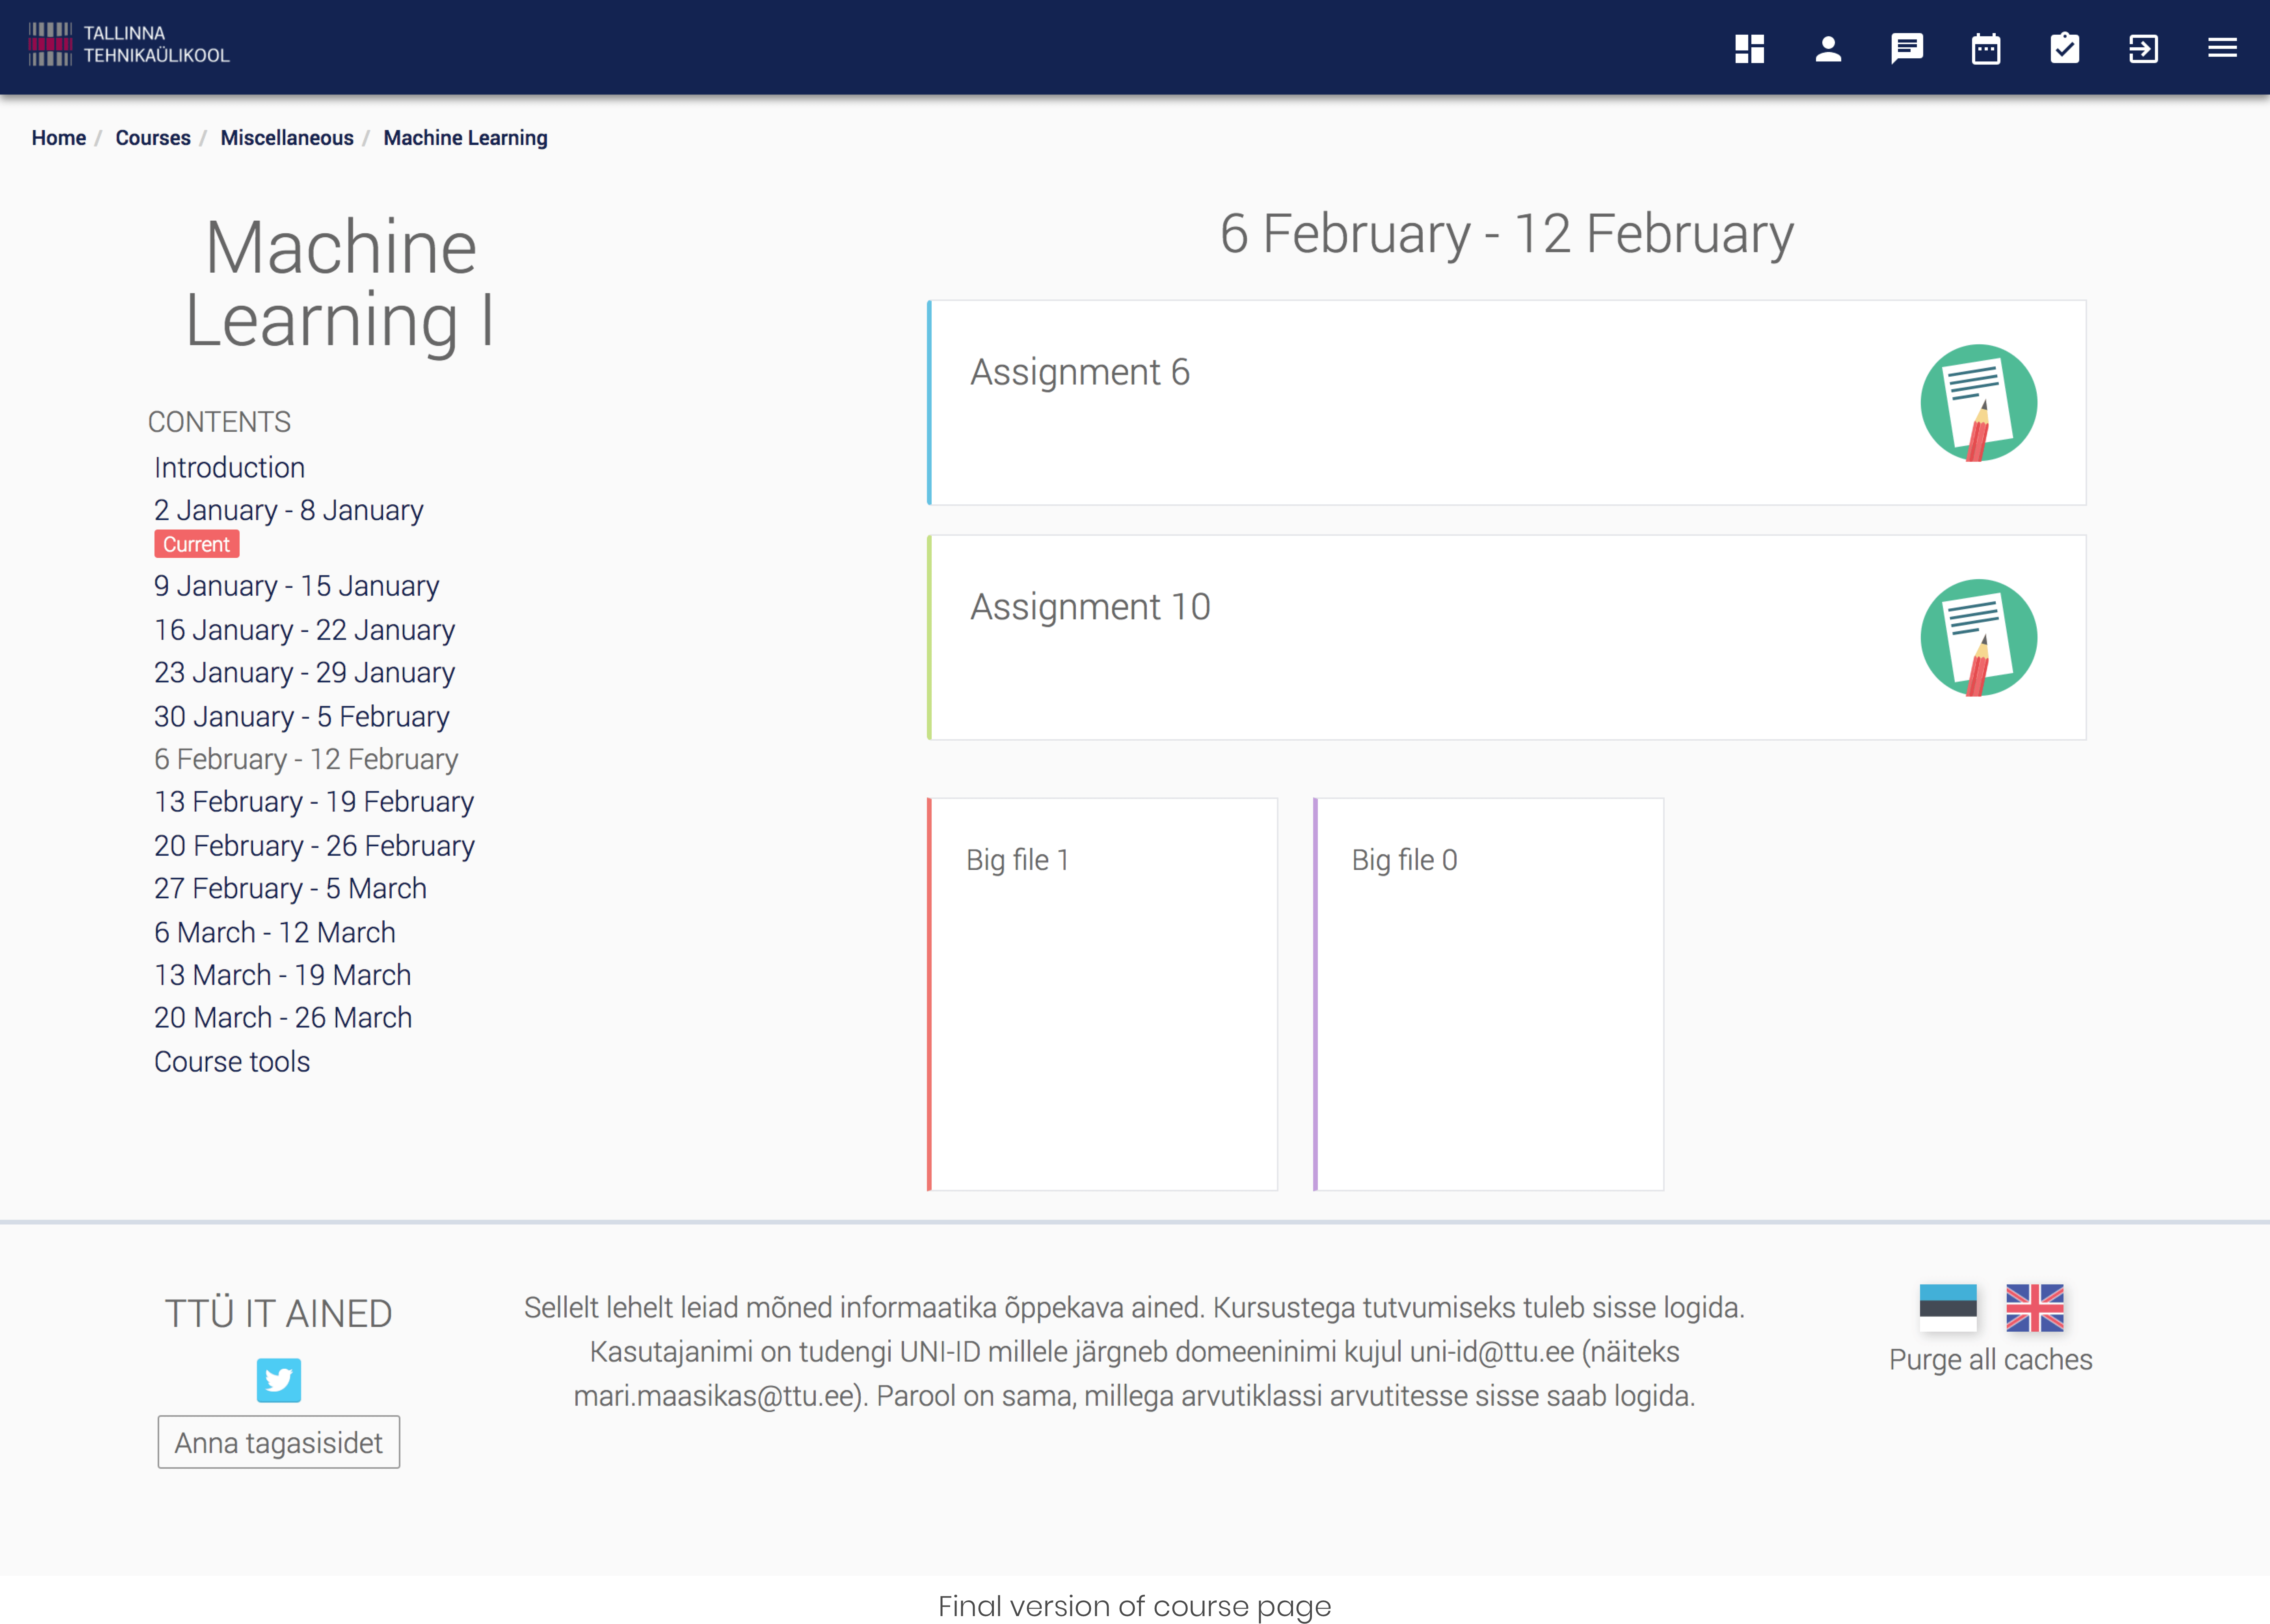 TALLINNA
TEHNIKAÜLIKOOL
Home / Courses / Miscellaneous / Machine Learning
Machine
Learning I
CONTENTS
Introduction
2 January - 8 January
Current
9 January - 15 January
16 January - 22 January
23 January - 29 January
30 January - 5 February
6 February - 12 February
13 February - 19 February
20 February - 26 February
27 February - 5 March
6 March - 12 March
13 March - 19 March
20 March - 26 March
Course tools
6 February - 12 February
Assignment 6
Assignment 10
Big file 1
Big file 0
TTÜ IT AINED
Anna tagasisidet
Sellelt lehelt leiad mõned informaatika õppekava ained. Kursustega tutvumiseks tuleb sisse logida.
Kasutajanimi on tudengi UNI-ID millele järgneb domeeninimi kujul uni-id@ttu.ee (näiteks
mari.maasikas@ttu.ee). Parool on sama, millega arvutiklassi arvutitesse sisse saab logida.
Purge all caches
Final version of course page